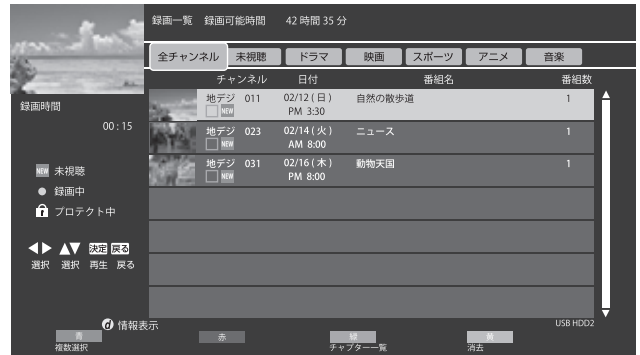 録画一覧 録画可能時間 42 時間 35 分
全チャンネル 未視聴 ドラマ 映画 スポーツ アニメ 音楽
チャンネル 日付 番組名 番組数
地デジ 011 02/12 ( 日 ) 自然の散歩道 1
NEW PM 3:30
地デジ 023 02/14 ( 火 ) ニュース 1
NEW AM 8:00
地デジ 031 02/16 ( 木 ) 動物天国 1
NEW PM 8:00
録画時間
00 : 15
NEW 未視聴
録画中
プロテクト中
決定 戻る
選択 選択 再生 戻る
d 情報表示
USB HDD2
青 赤 緑 黄
複数選択 チャプター一覧 消去